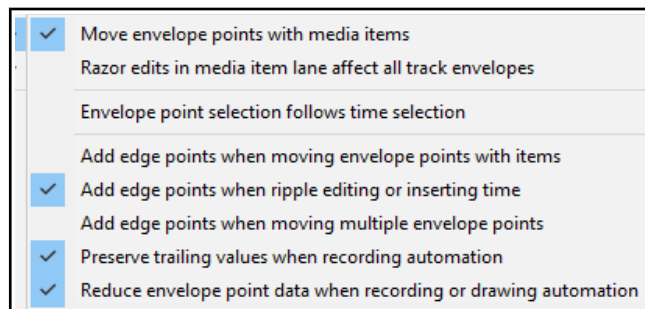 Move envelope points with media items
Razor edits in media item lane affect all track envelopes
Envelope point selection follows time selection
Add edge points when moving envelope points with items
Add edge points when ripple editing or inserting time
Add edge points when moving multiple envelope points
Preserve trailing values when recording automation
Reduce envelope point data when recording or drawing automation